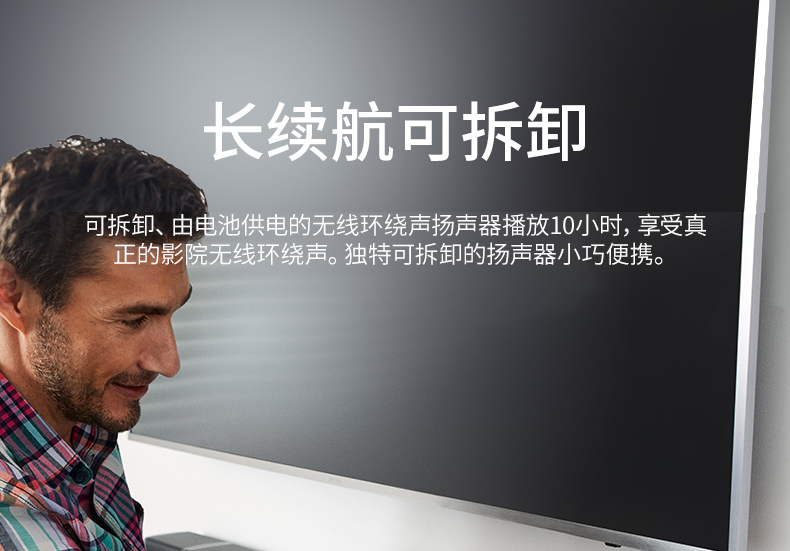 长续航可拆卸
可拆卸、由电池供电的无线环绕声扬声器播放10小时，享受真
正的影院无线环绕声。独特可拆卸的扬声器小巧便携。